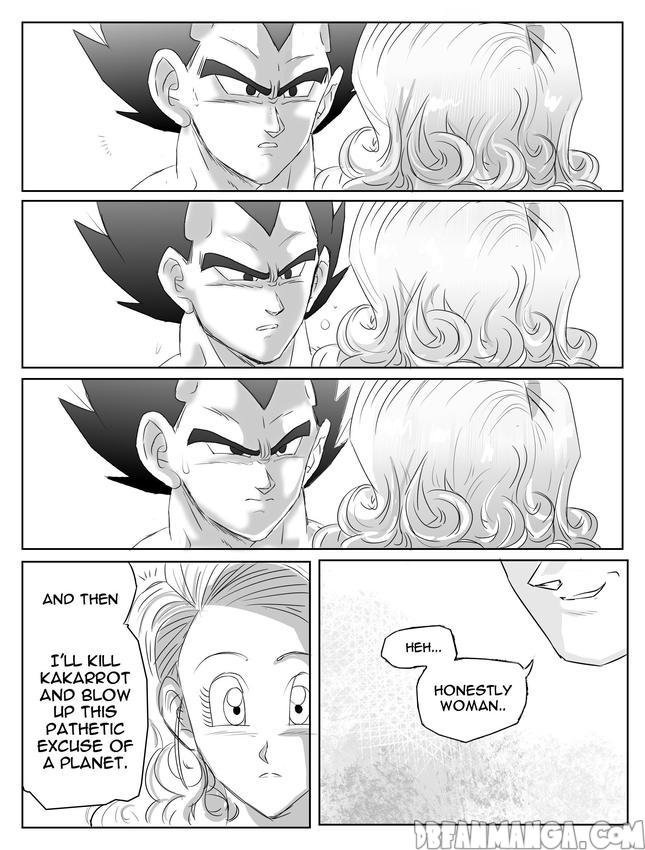 AND THEN
I'LL KILL
KAKARROT
AND BLOW
UP THIS
PATHETIC
EXCUSE OF
A PLANET.
HEH...
HONESTLY
WOMAN..
DBFANMANGA.COM